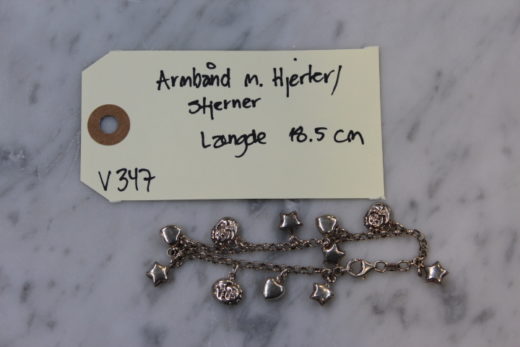 Armbånd m. Hjerter/
Stjerner
Længde 18.5 cm
V347